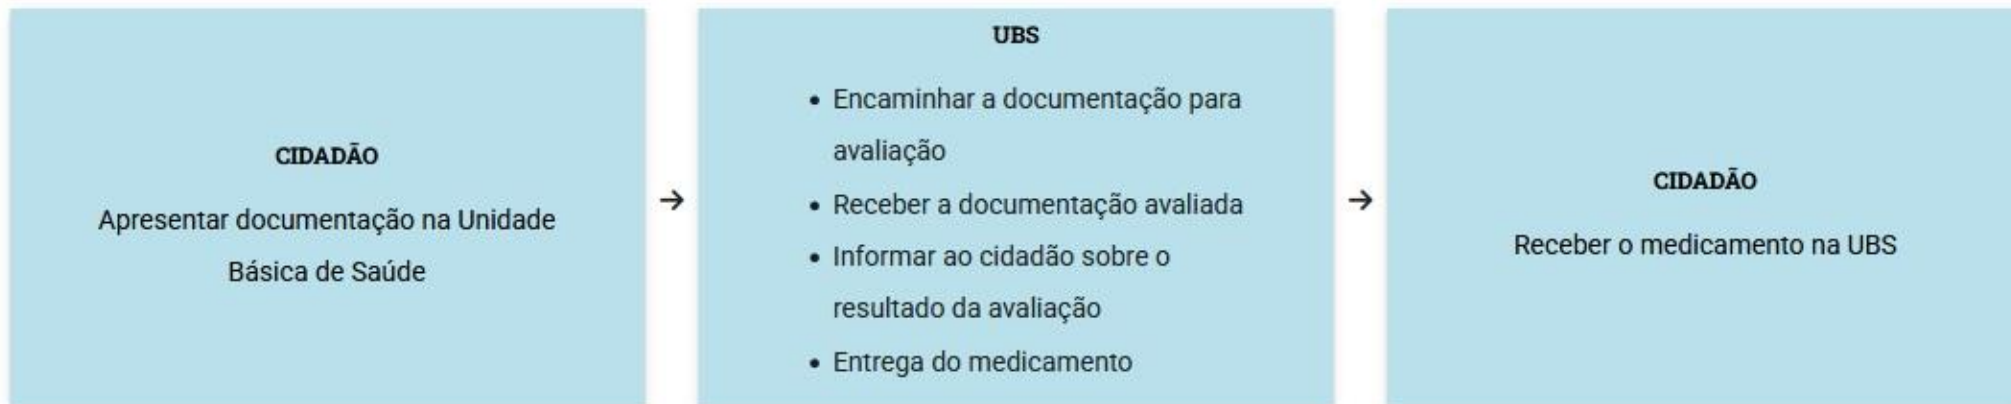 CIDADÃO
Apresentar documentação na Unidade
Básica de Saúde
→
UBS
• Encaminhar a documentação para
avaliação
• Receber a documentação avaliada
• Informar ao cidadão sobre o
resultado da avaliação
• Entrega do medicamento
→
CIDADÃO
Receber o medicamento na UBS